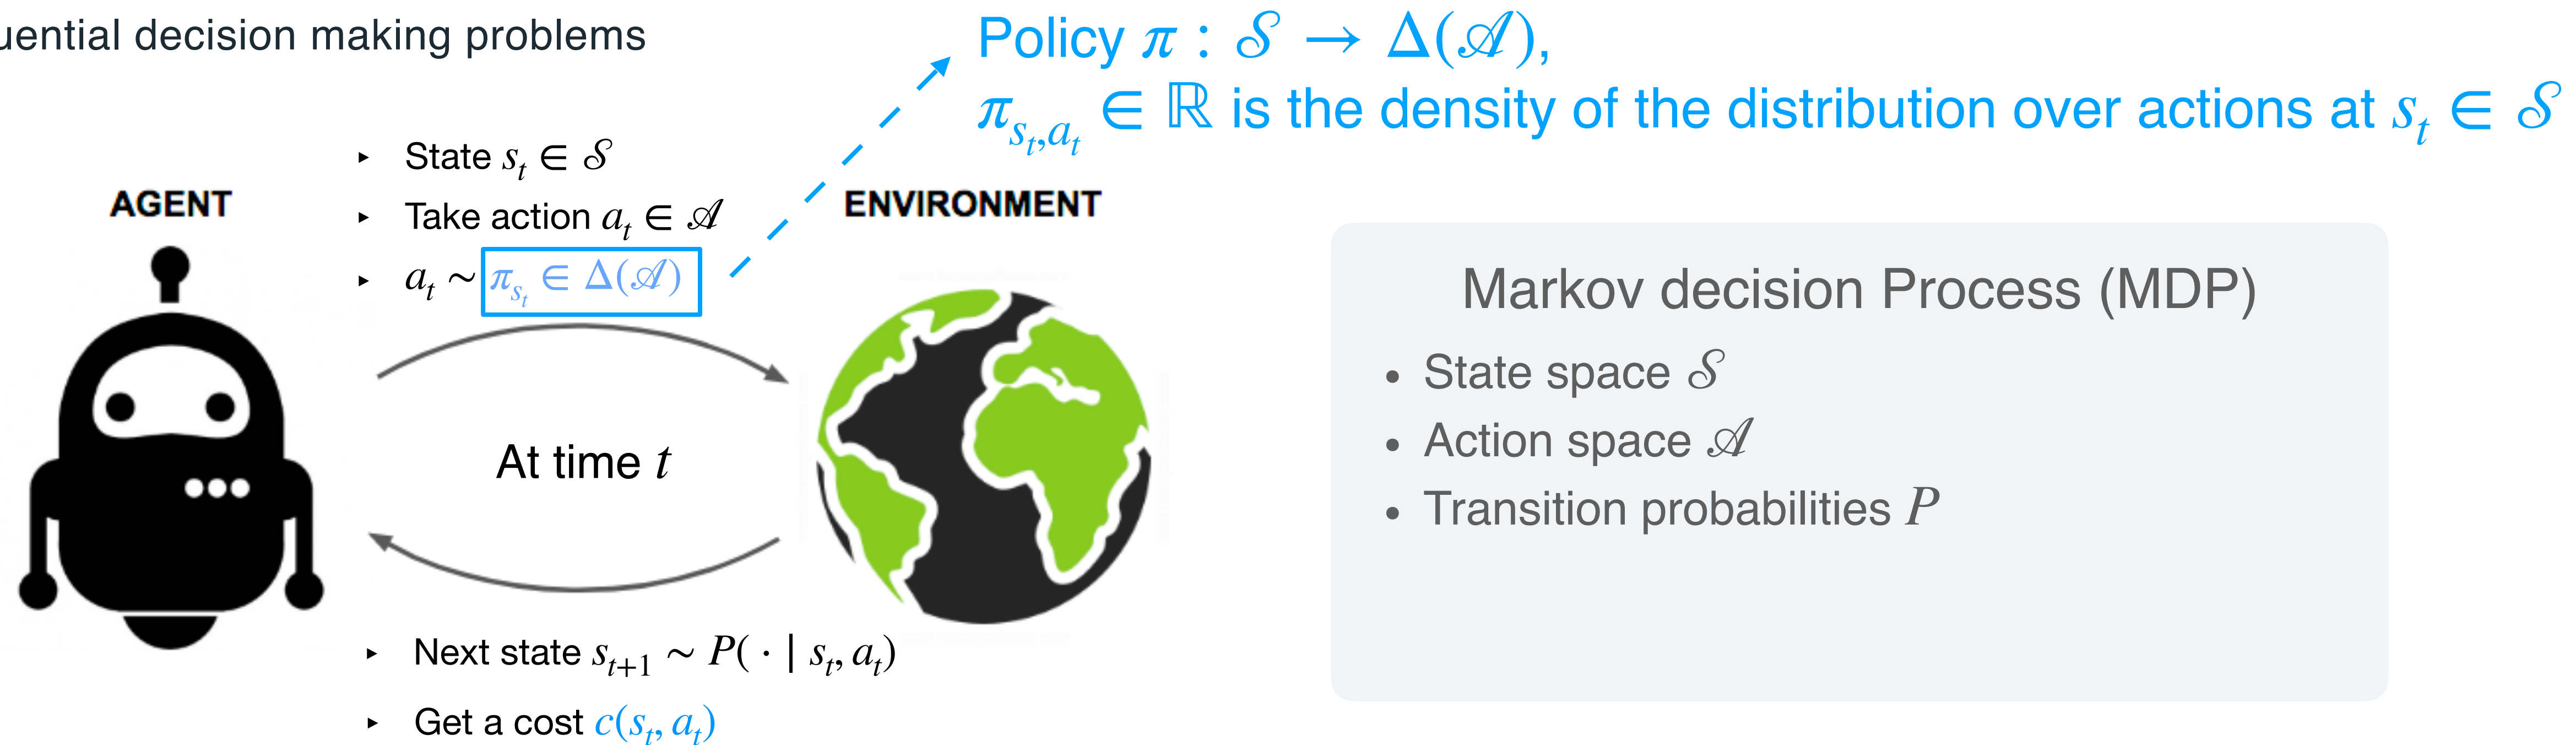 uential decision making problems
Policy π : 𝒮 → Δ(𝒜),
π_{s_t,a_t} ∈ ℝ is the density of the distribution over actions at s_t ∈ 𝒮
▸ State s_t ∈ 𝒮
▸ Take action a_t ∈ 𝒜
▸ a_t ∼ π_{s_t} ∈ Δ(𝒜)
AGENT
ENVIRONMENT
At time t
▸ Next state s_{t+1} ∼ P( · | s_t, a_t)
▸ Get a cost c(s_t, a_t)
Markov decision Process (MDP)
• State space 𝒮
• Action space 𝒜
• Transition probabilities P